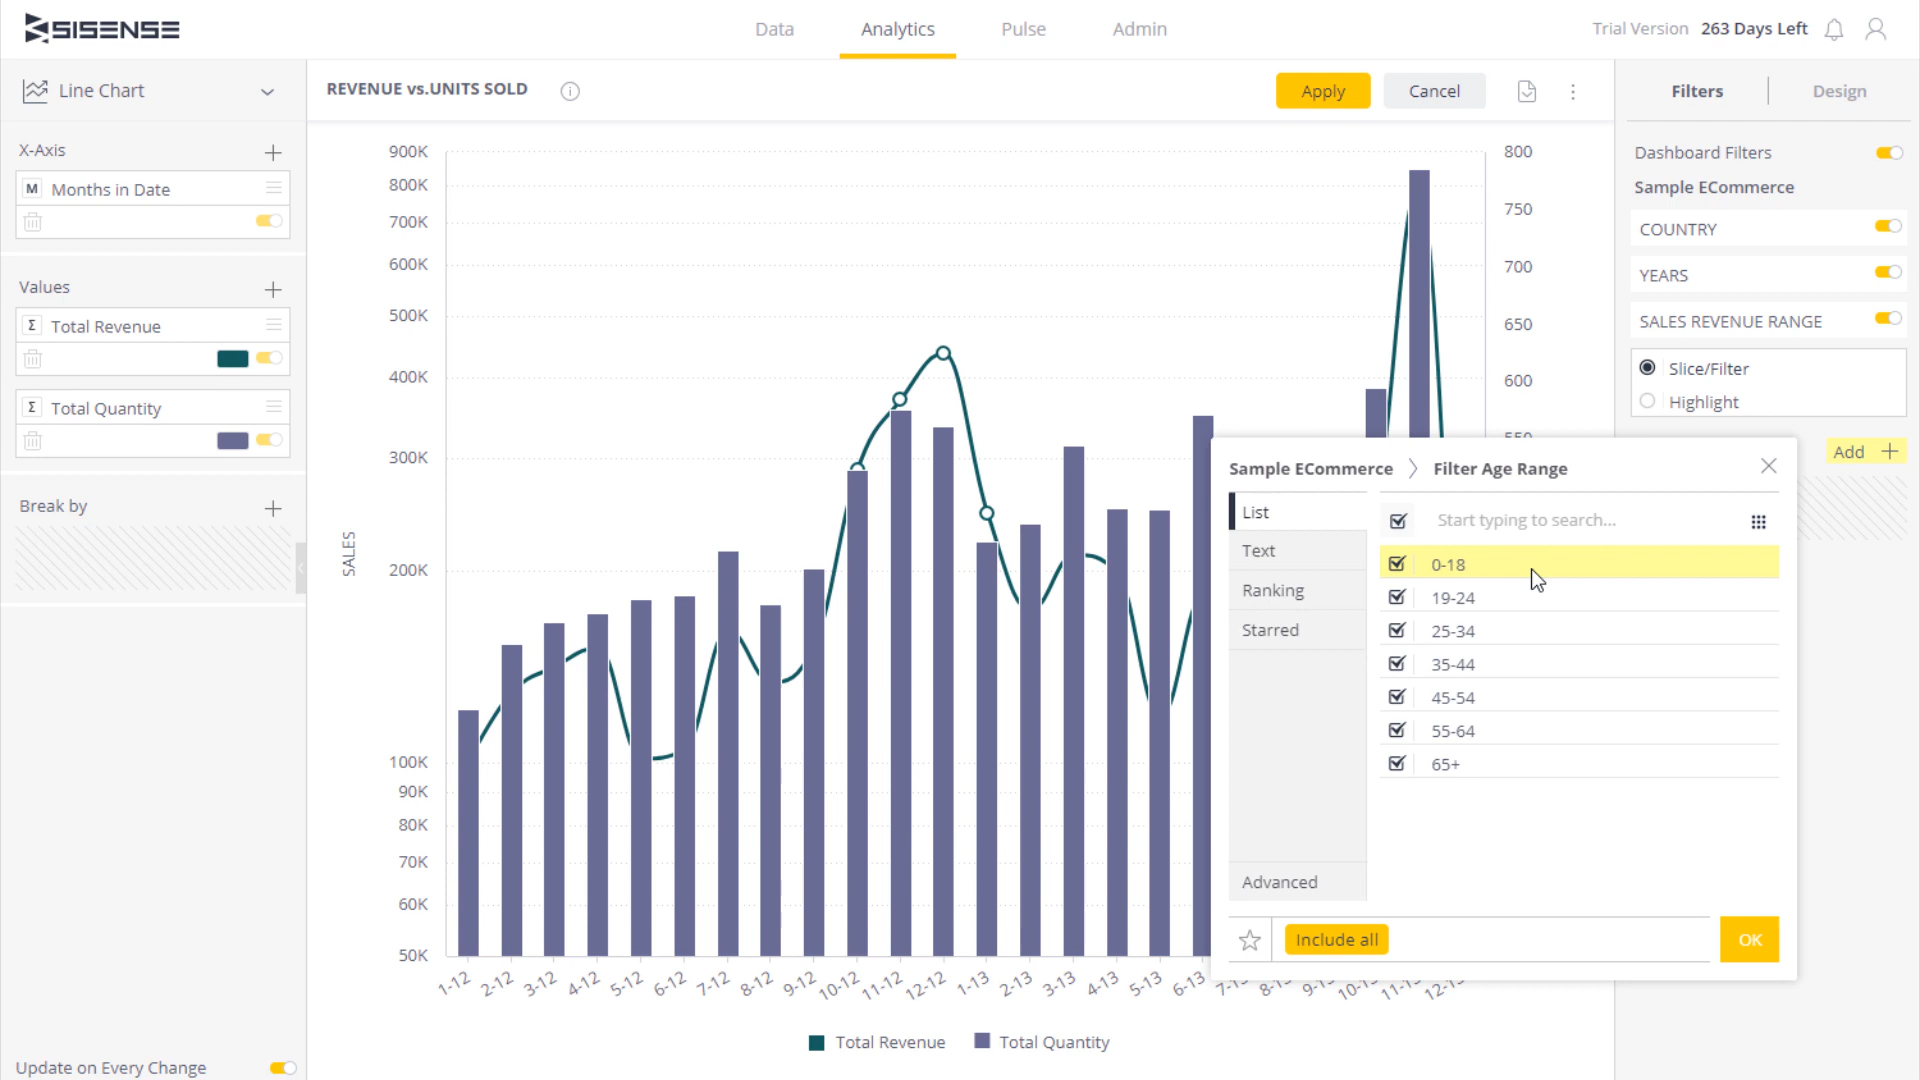 SISENSE
Data
Analytics
Pulse
Admin
Trial Version 263 Days Left
Line Chart
REVENUE vs.UNITS SOLD
Apply
Cancel
Filters
Design
X-Axis
M Months in Date
Values
Σ Total Revenue
Σ Total Quantity
Break by
Update on Every Change
900K
800K
700K
600K
500K
400K
300K
200K
100K
90K
80K
70K
60K
50K
SALES
800
750
700
650
600
1-12
2-12
3-12
4-12
5-12
6-12
7-12
8-12
9-12
10-12
11-12
12-12
1-13
2-13
3-13
4-13
5-13
6-13
Total Revenue
Total Quantity
Dashboard Filters
Sample ECommerce
COUNTRY
YEARS
SALES REVENUE RANGE
Slice/Filter
Highlight
Add
Sample ECommerce
Filter Age Range
List
Text
Ranking
Starred
Advanced
Start typing to search...
0-18
19-24
25-34
35-44
45-54
55-64
65+
Include all
OK